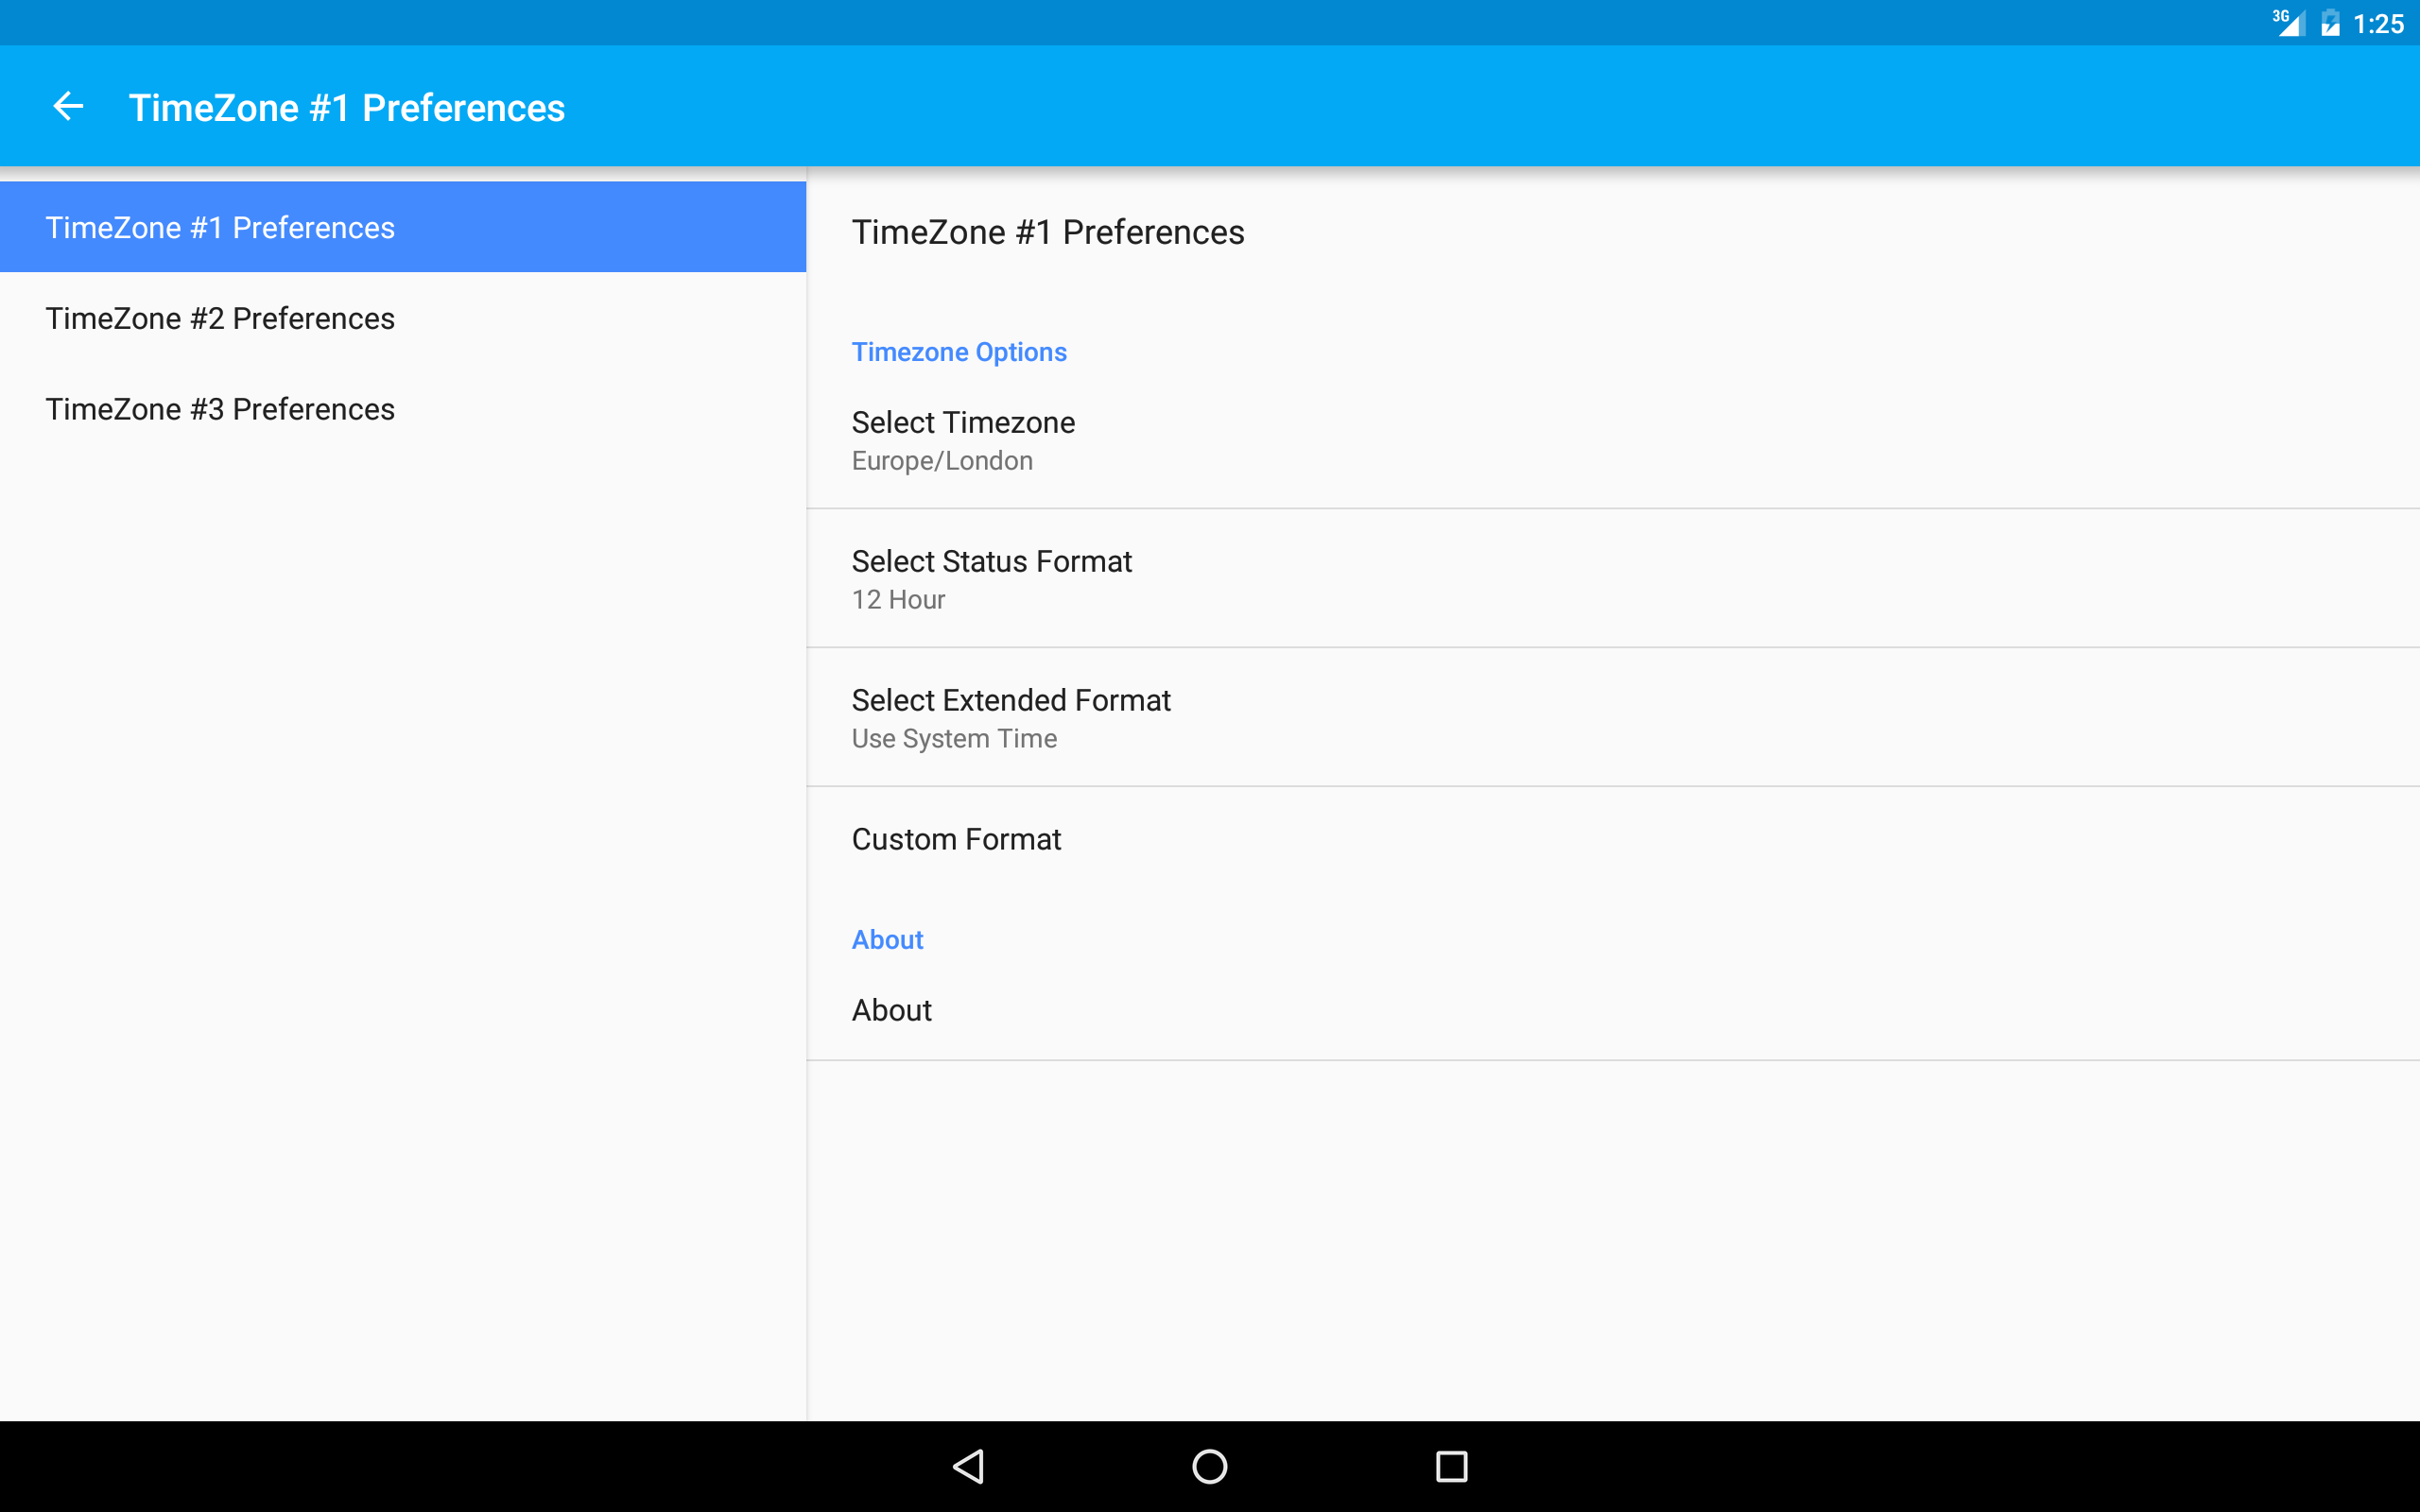 3G 1:25
TimeZone #1 Preferences
TimeZone #1 Preferences
TimeZone #2 Preferences
TimeZone #3 Preferences
TimeZone #1 Preferences
Timezone Options
Select Timezone
Europe/London
Select Status Format
12 Hour
Select Extended Format
Use System Time
Custom Format
About
About